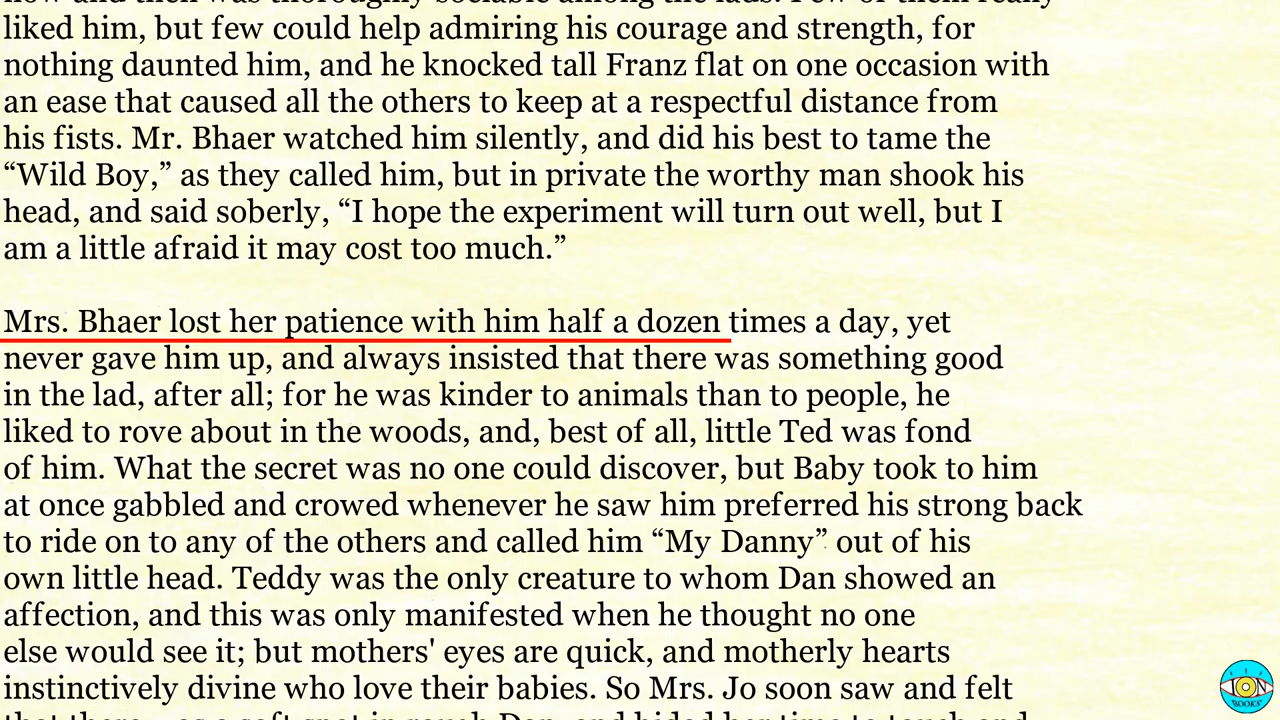 liked him, but few could help admiring his courage and strength, for
nothing daunted him, and he knocked tall Franz flat on one occasion with
an ease that caused all the others to keep at a respectful distance from
his fists. Mr. Bhaer watched him silently, and did his best to tame the
“Wild Boy,” as they called him, but in private the worthy man shook his
head, and said soberly, “I hope the experiment will turn out well, but I
am a little afraid it may cost too much.”
Mrs. Bhaer lost her patience with him half a dozen times a day, yet
never gave him up, and always insisted that there was something good
in the lad, after all; for he was kinder to animals than to people, he
liked to rove about in the woods, and, best of all, little Ted was fond
of him. What the secret was no one could discover, but Baby took to him
at once gabbled and crowed whenever he saw him preferred his strong back
to ride on to any of the others and called him “My Danny” out of his
own little head. Teddy was the only creature to whom Dan showed an
affection, and this was only manifested when he thought no one
else would see it; but mothers' eyes are quick, and motherly hearts
instinctively divine who love their babies. So Mrs. Jo soon saw and felt
ION
BOOKS